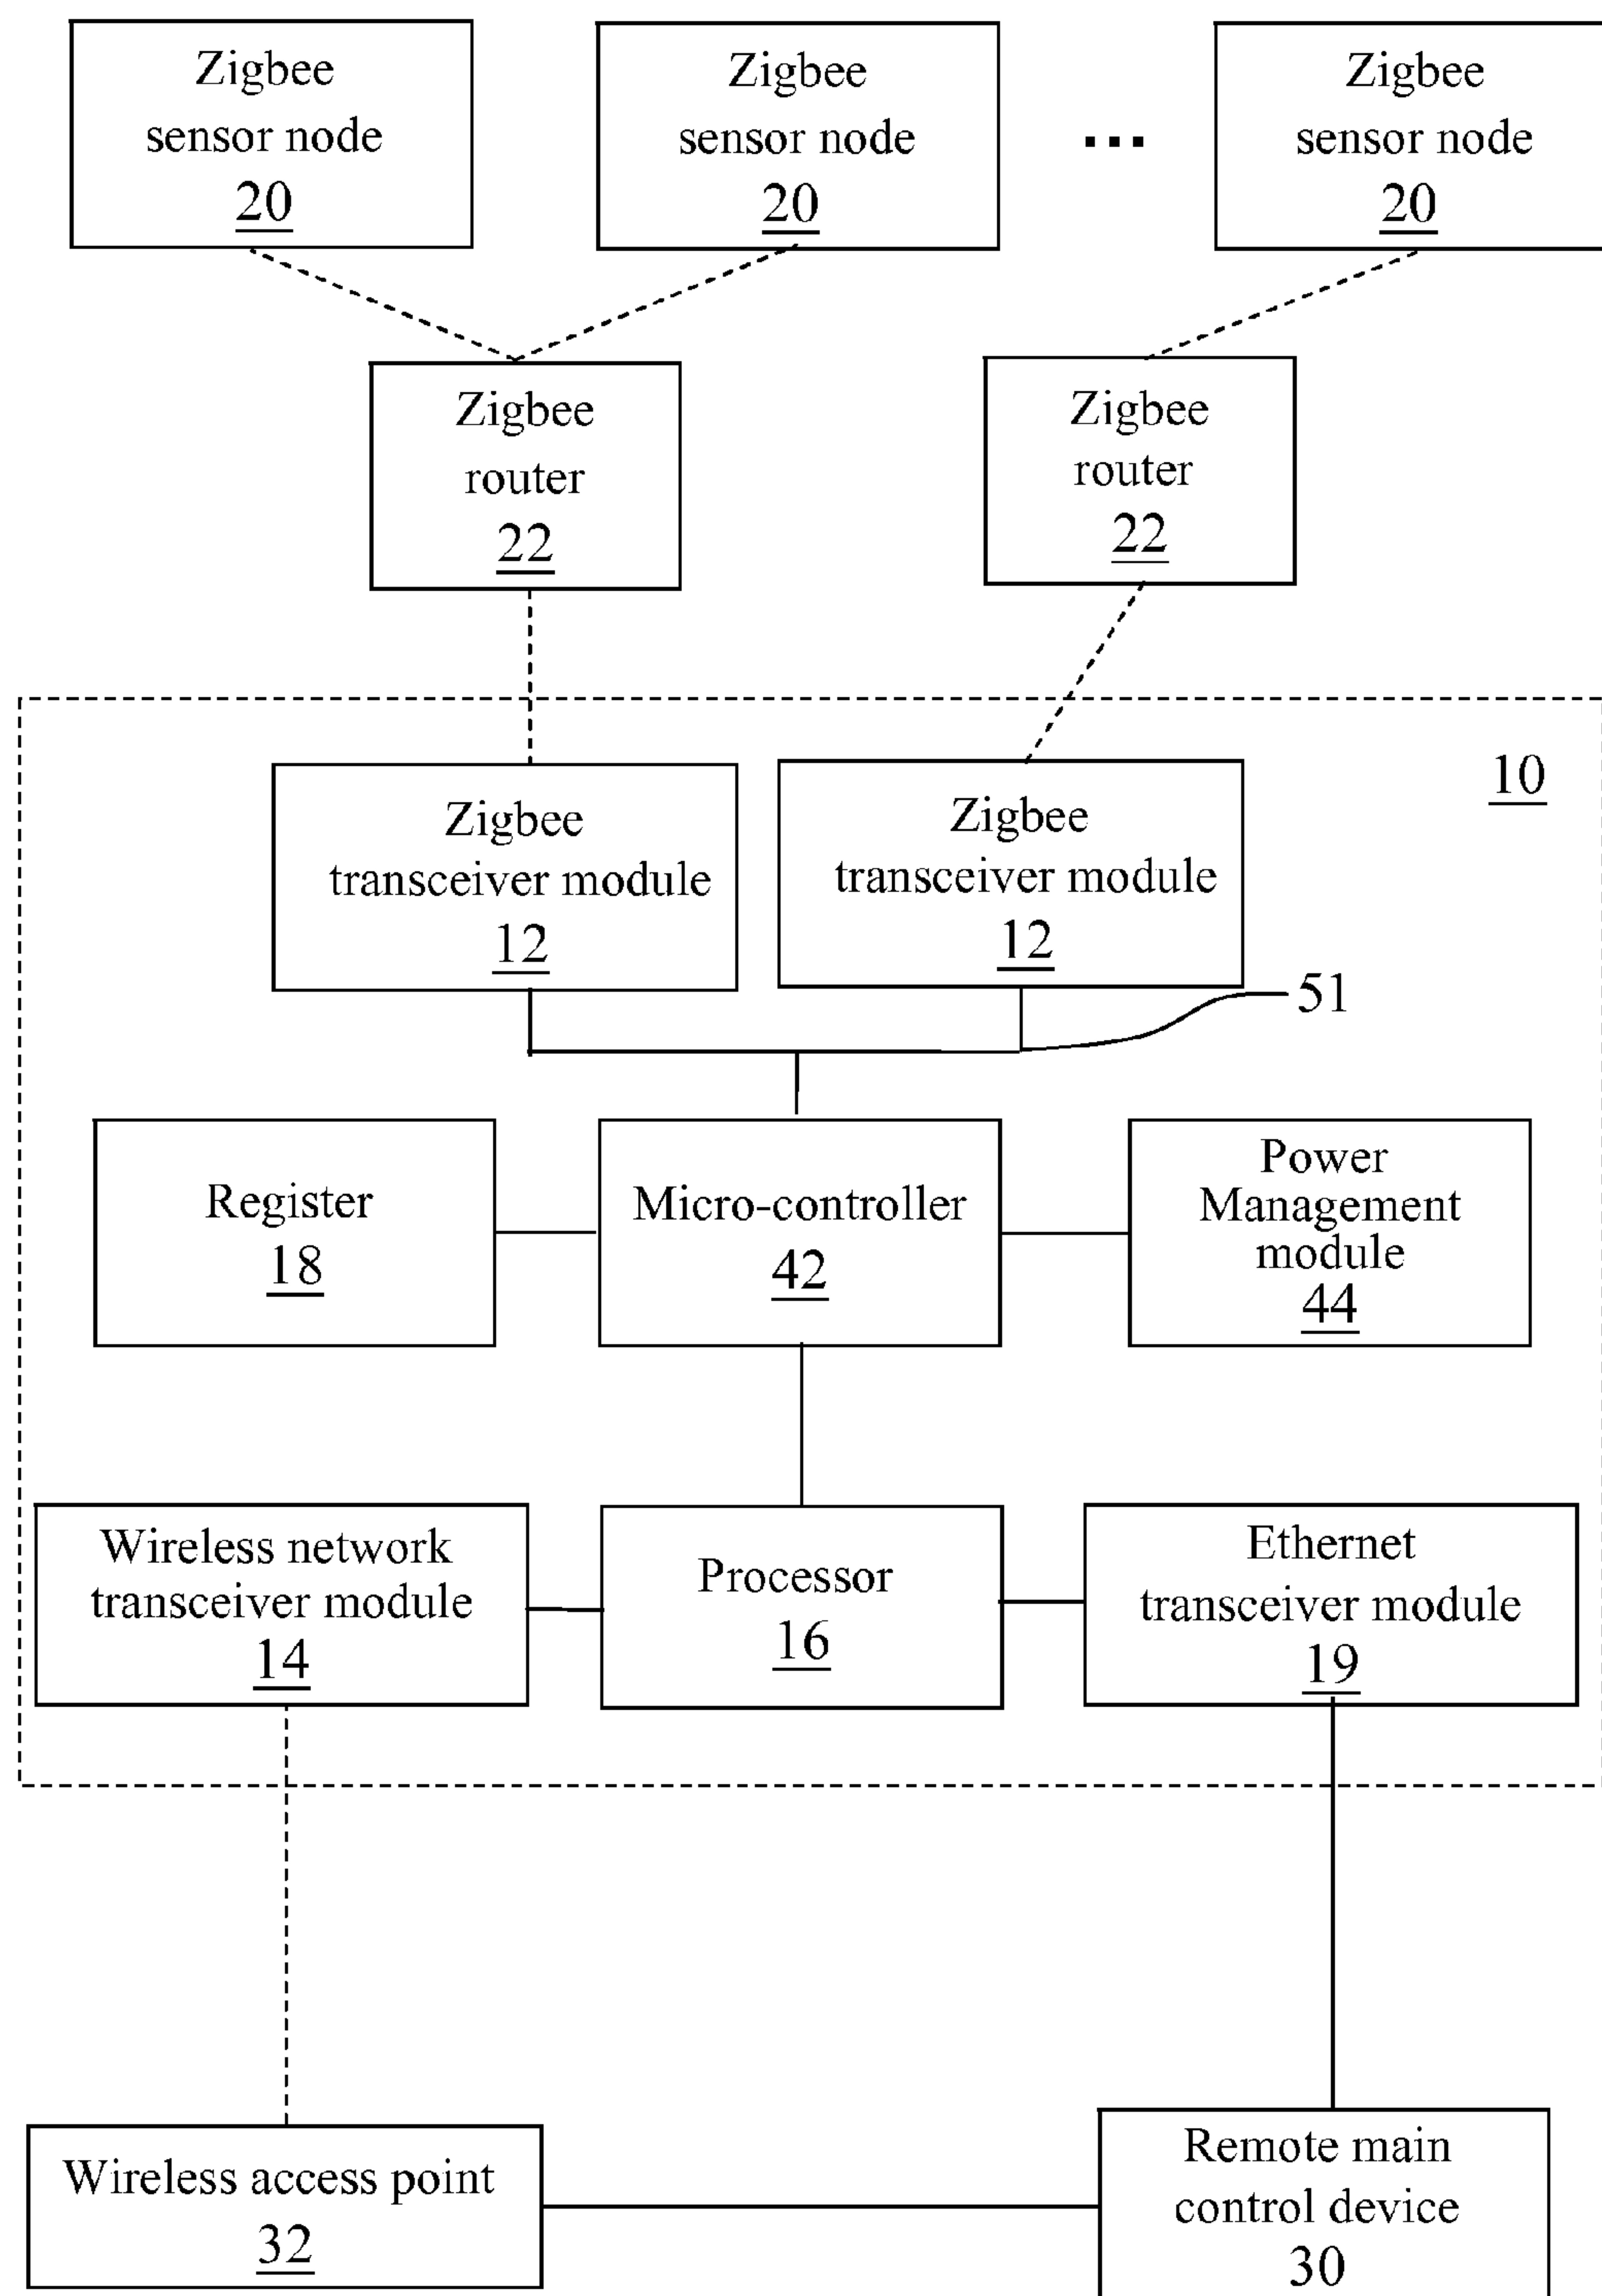 Zigbee
sensor node
20
Zigbee
sensor node
20
...
Zigbee
sensor node
20
Zigbee
router
22
Zigbee
router
22
10
Zigbee
transceiver module
12
Zigbee
transceiver module
12
51
Register
18
Micro-controller
42
Power
Management
module
44
Wireless network
transceiver module
14
Processor
16
Ethernet
transceiver module
19
Wireless access point
32
Remote main
control device
30